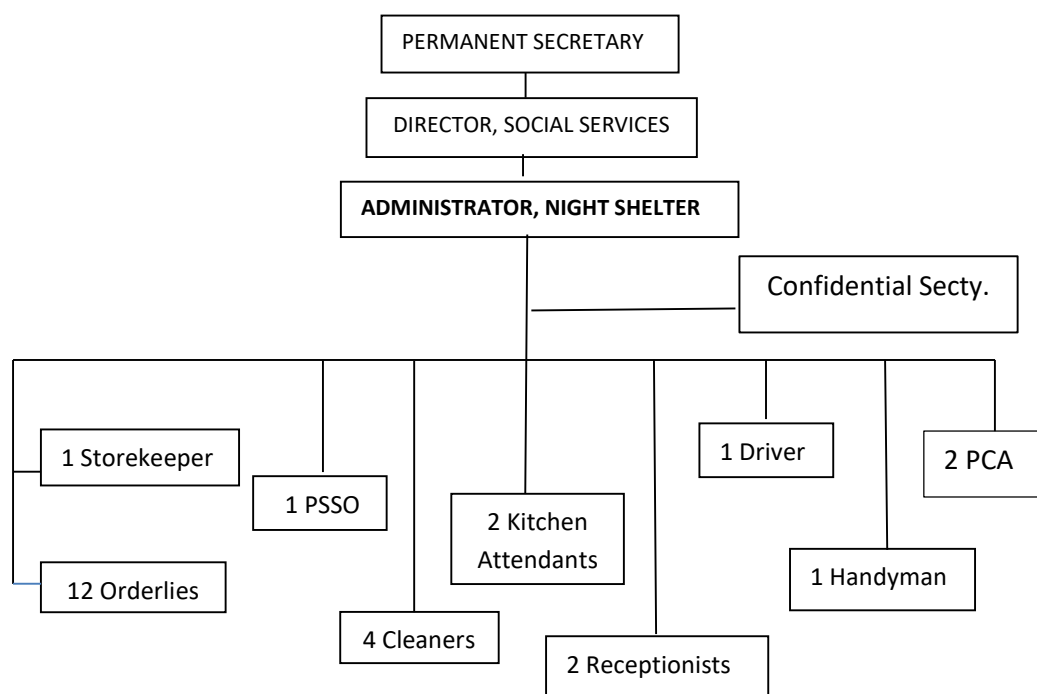 PERMANENT SECRETARY
DIRECTOR, SOCIAL SERVICES
ADMINISTRATOR, NIGHT SHELTER
Confidential Secty.
1 Storekeeper
1 PSSO
2 Kitchen
Attendants
1 Driver
2 PCA
12 Orderlies
4 Cleaners
2 Receptionists
1 Handyman